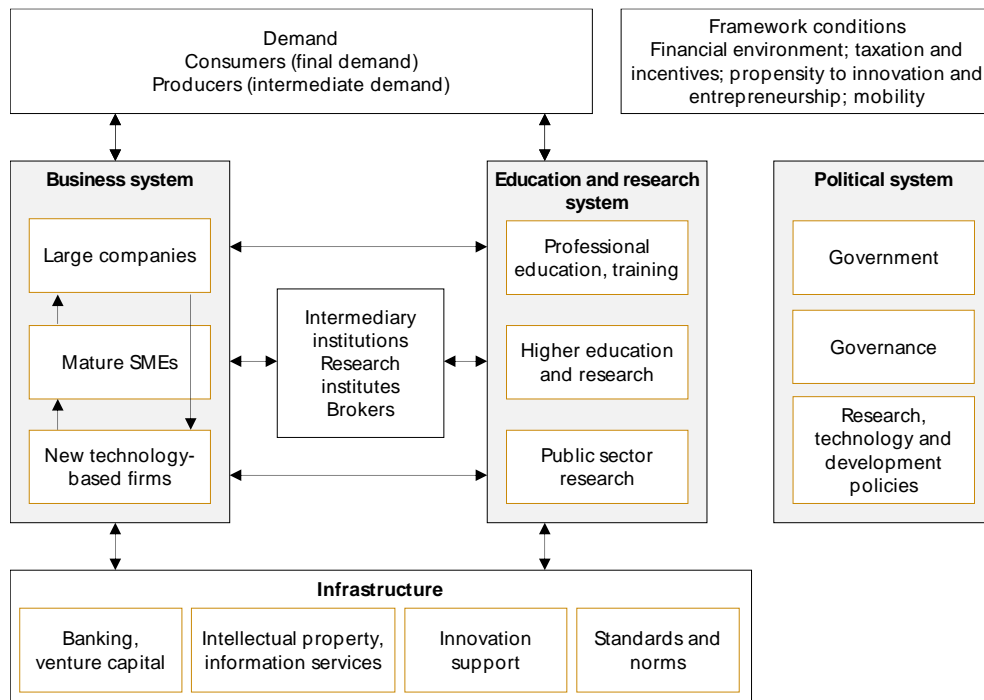 Demand
Consumers (final demand)
Producers (intermediate demand)
Framework conditions
Financial environment; taxation and
incentives; propensity to innovation and
entrepreneurship; mobility
Business system
Large companies
Mature SMEs
New technology-
based firms
Intermediary
institutions
Research
institutes
Brokers
Education and research
system
Professional
education, training
Higher education
and research
Public sector
research
Political system
Government
Governance
Research,
technology and
development
policies
Infrastructure
Banking,
venture capital
Intellectual property,
information services
Innovation
support
Standards and
norms